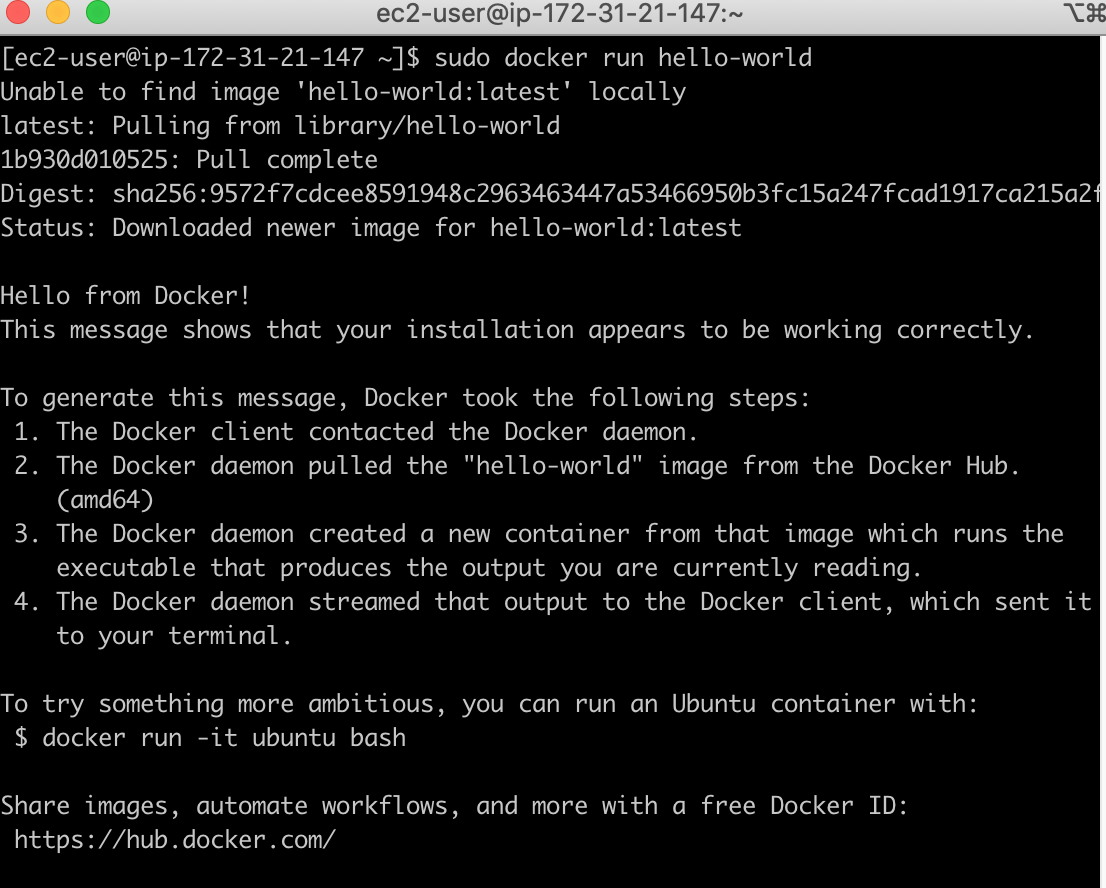 ec2-user@ip-172-31-21-147:~
⌥⌘
[ec2-user@ip-172-31-21-147 ~]$ sudo docker run hello-world
Unable to find image 'hello-world:latest' locally
latest: Pulling from library/hello-world
1b930d010525: Pull complete
Digest: sha256:9572f7cdcee8591948c2963463447a53466950b3fc15a247fcad1917ca215a2f
Status: Downloaded newer image for hello-world:latest
Hello from Docker!
This message shows that your installation appears to be working correctly.
To generate this message, Docker took the following steps:
1. The Docker client contacted the Docker daemon.
2. The Docker daemon pulled the "hello-world" image from the Docker Hub.
(amd64)
3. The Docker daemon created a new container from that image which runs the
executable that produces the output you are currently reading.
4. The Docker daemon streamed that output to the Docker client, which sent it
to your terminal.
To try something more ambitious, you can run an Ubuntu container with:
$ docker run -it ubuntu bash
Share images, automate workflows, and more with a free Docker ID:
https://hub.docker.com/